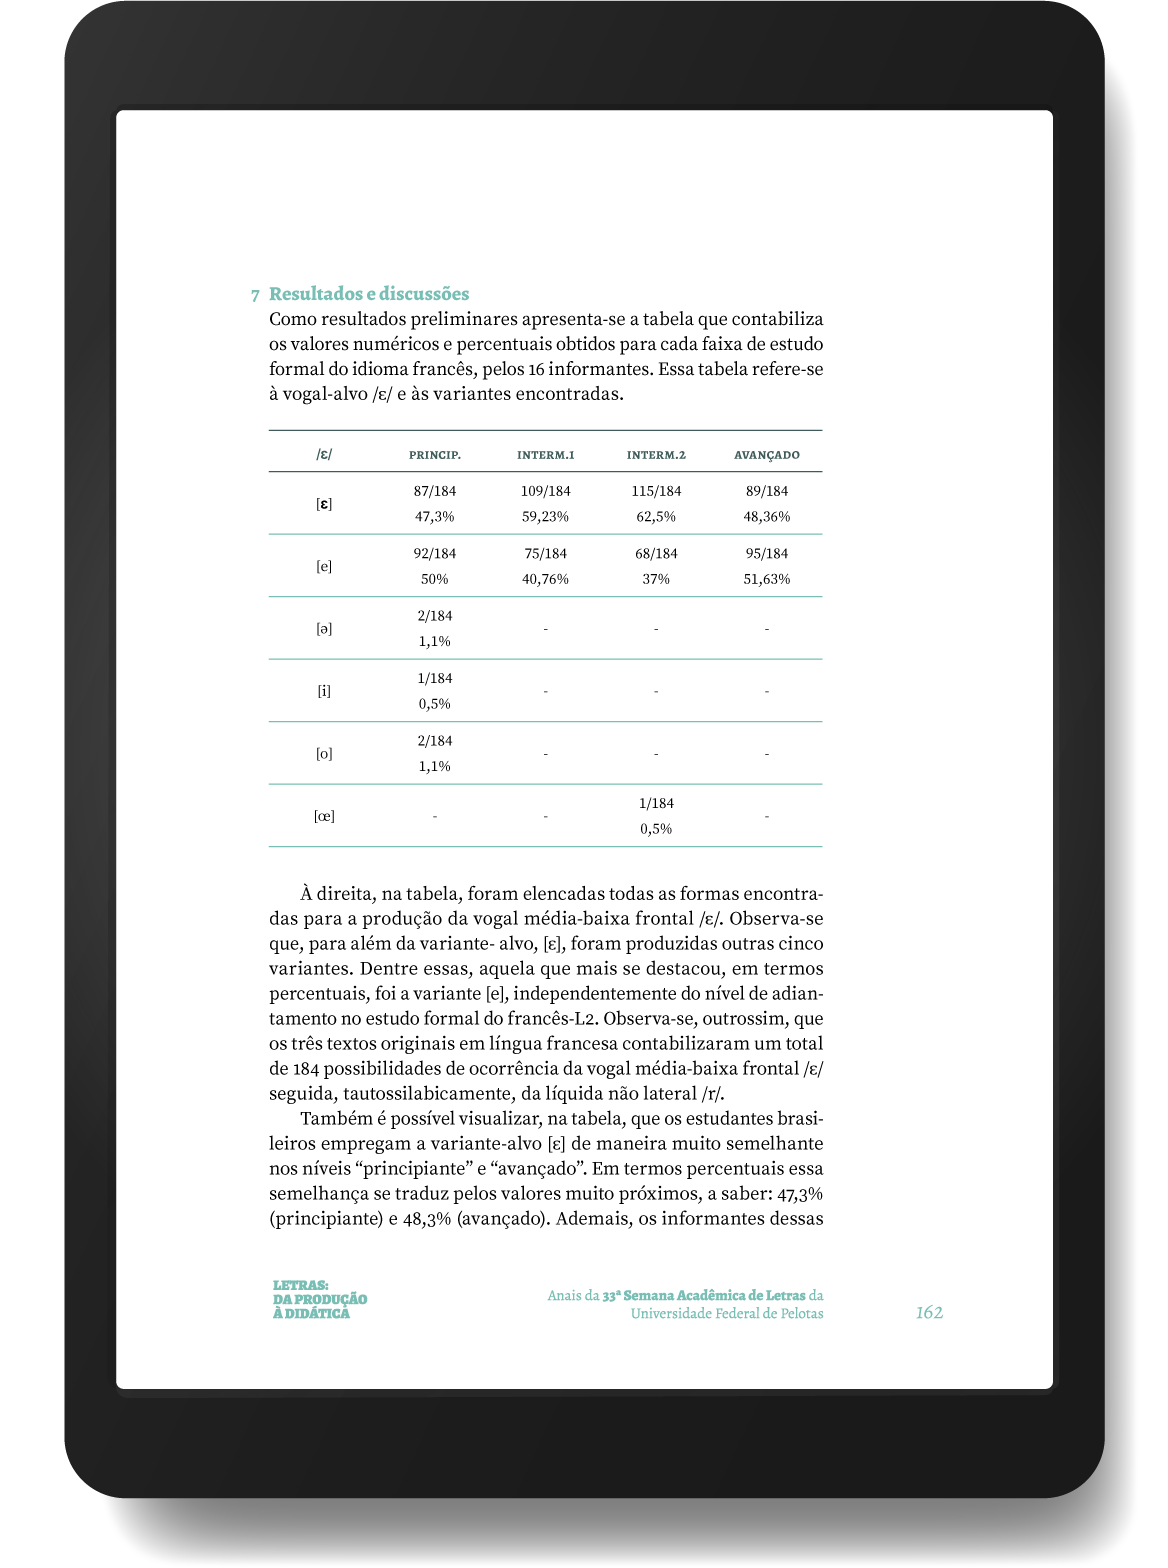 7 Resultados e discussões
Como resultados preliminares apresenta-se a tabela que contabiliza
os valores numéricos e percentuais obtidos para cada faixa de estudo
formal do idioma francês, pelos 16 informantes. Essa tabela refere-se
à vogal-alvo /ɛ/ e às variantes encontradas.
/ɛ/ PRINCIP. INTERM.1 INTERM.2 AVANÇADO
[ɛ] 87/184 109/184 115/184 89/184
47,3% 59,23% 62,5% 48,36%
[e] 92/184 75/184 68/184 95/184
50% 40,76% 37% 51,63%
[ə] 2/184 - - -
1,1%
[i] 1/184 - - -
0,5%
[o] 2/184 - - -
1,1%
[œ] - - 1/184 -
0,5%
À direita, na tabela, foram elencadas todas as formas encontra-
das para a produção da vogal média-baixa frontal /ɛ/. Observa-se
que, para além da variante- alvo, [ɛ], foram produzidas outras cinco
variantes. Dentre essas, aquela que mais se destacou, em termos
percentuais, foi a variante [e], independentemente do nível de adian-
tamento no estudo formal do francês-L2. Observa-se, outrossim, que
os três textos originais em língua francesa contabilizaram um total
de 184 possibilidades de ocorrência da vogal média-baixa frontal /ɛ/
seguida, tautossilabicamente, da líquida não lateral /r/.
Também é possível visualizar, na tabela, que os estudantes brasi-
leiros empregam a variante-alvo [ɛ] de maneira muito semelhante
nos níveis “principiante” e “avançado”. Em termos percentuais essa
semelhança se traduz pelos valores muito próximos, a saber: 47,3%
(principiante) e 48,3% (avançado). Ademais, os informantes dessas
LETRAS:
DA PRODUÇÃO
À DIDÁTICA
Anais da 33ª Semana Acadêmica de Letras da
Universidade Federal de Pelotas
162